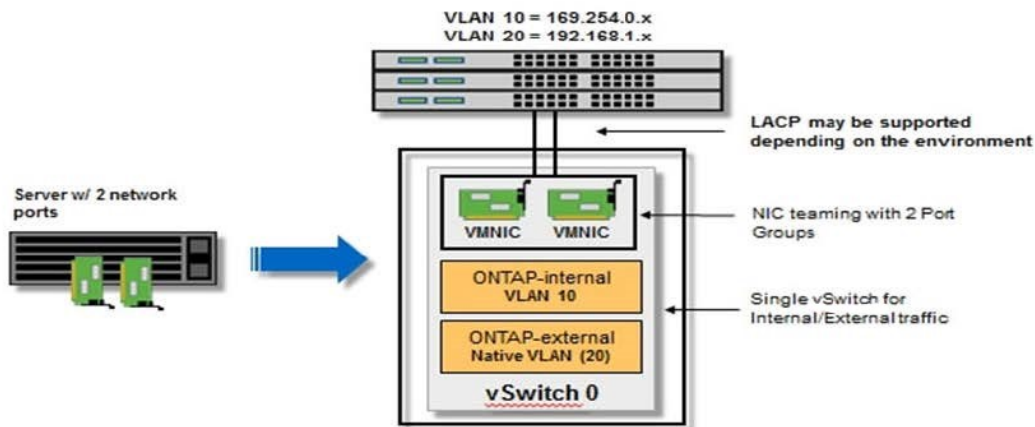 VLAN 10 = 169.254.0.x
VLAN 20 = 192.168.1.x
LACP may be supported
depending on the environment
Server w/ 2 network
ports
VMNIC
VMNIC
NIC teaming with 2 Port
Groups
ONTAP-internal
VLAN 10
Single vSwitch for
Internal/External traffic
ONTAP-external
Native VLAN (20)
vSwitch 0